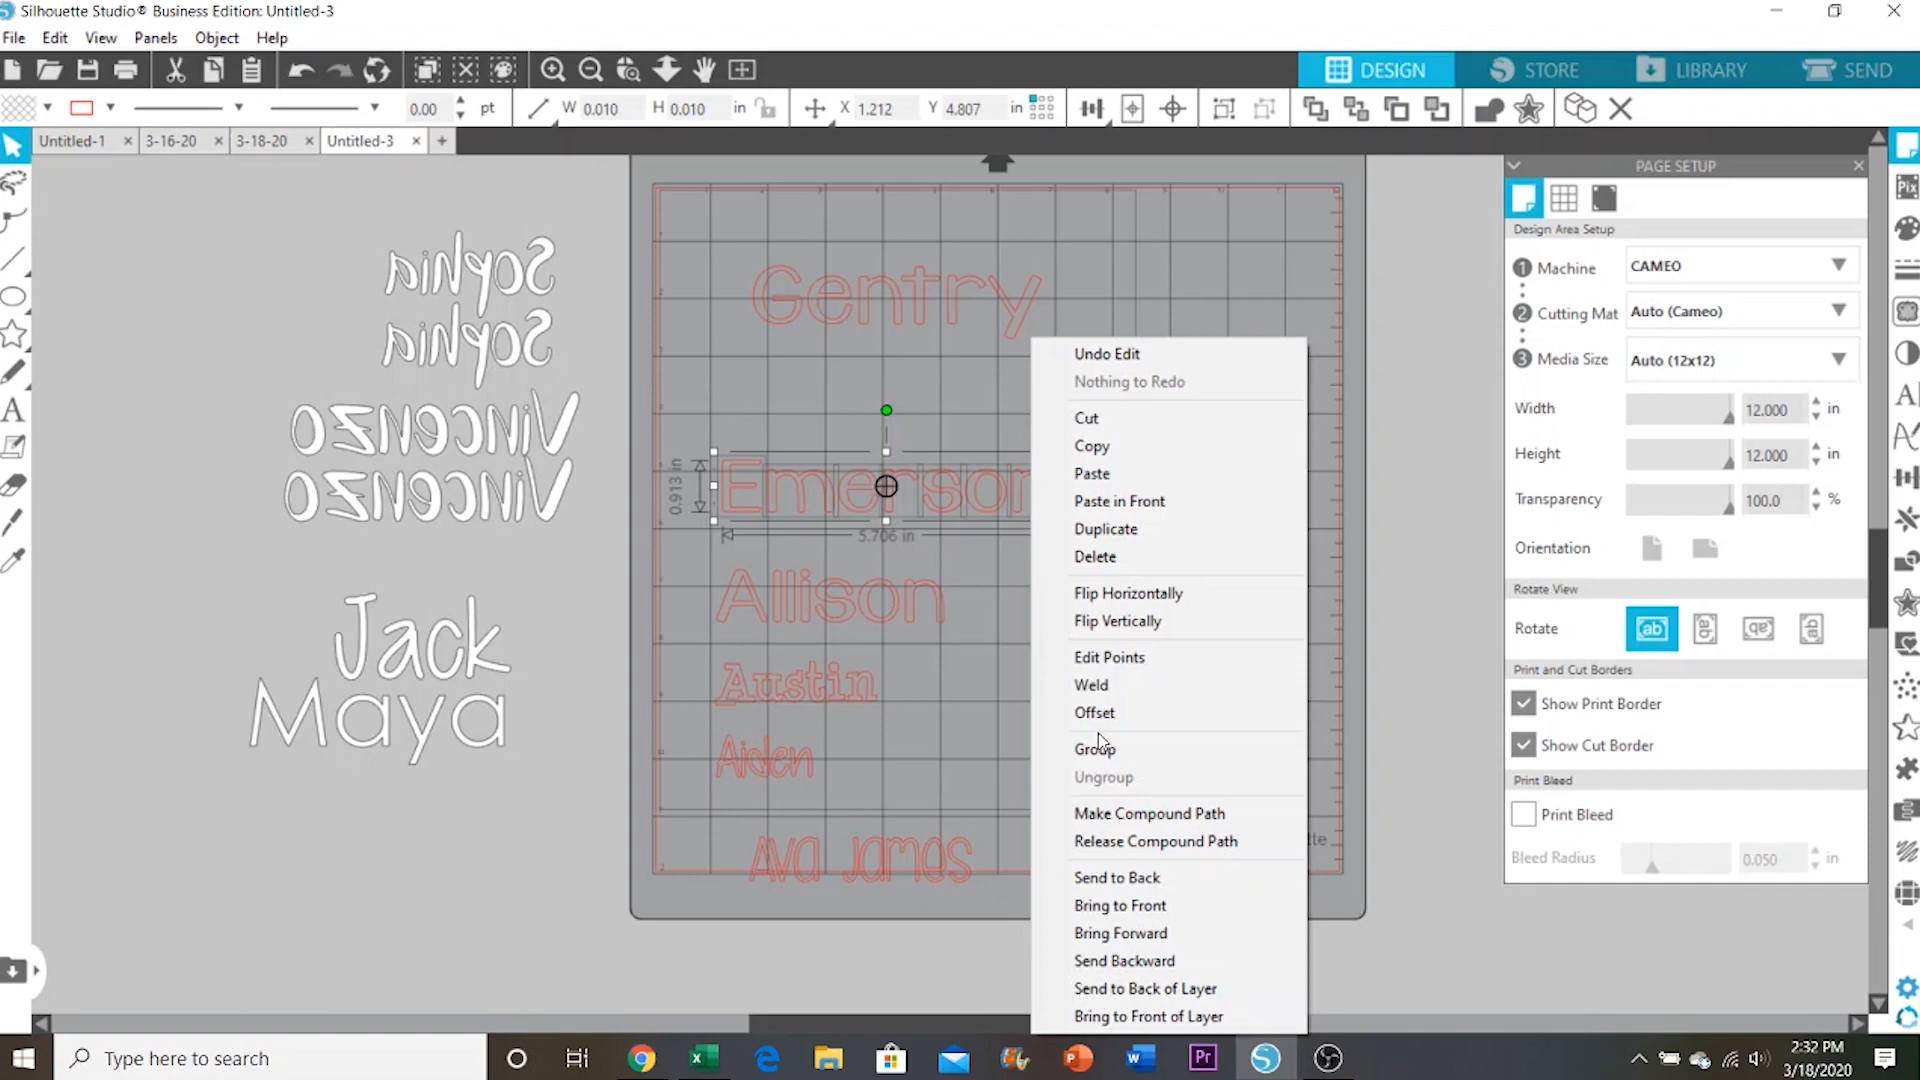 Silhouette Studio® Business Edition: Untitled-3
File Edit View Panels Object Help
DESIGN STORE LIBRARY SEND
0.00 pt W 0.010 H 0.010 in X 1.212 Y 4.807 in
Untitled-1 3-16-20 3-18-20 Untitled-3
PAGE SETUP
Design Area Setup
1 Machine CAMEO
2 Cutting Mat Auto (Cameo)
3 Media Size Auto (12x12)
Width 12.000 in
Height 12.000 in
Transparency 100.0 %
Orientation
Rotate View
Rotate
Print and Cut Borders
Show Print Border
Show Cut Border
Print Bleed
Print Bleed
Bleed Radius 0.050 in
Sophia
Sophia
Vincenzo
Vincenzo
Jack
Maya
Gentry
0.913 in
Emerson
5.706 in
Allison
Austin
Aiden
Ava James
Undo Edit
Nothing to Redo
Cut
Copy
Paste
Paste in Front
Duplicate
Delete
Flip Horizontally
Flip Vertically
Edit Points
Weld
Offset
Group
Ungroup
Make Compound Path
Release Compound Path
Send to Back
Bring to Front
Bring Forward
Send Backward
Send to Back of Layer
Bring to Front of Layer
Type here to search
2:32 PM
3/18/2020